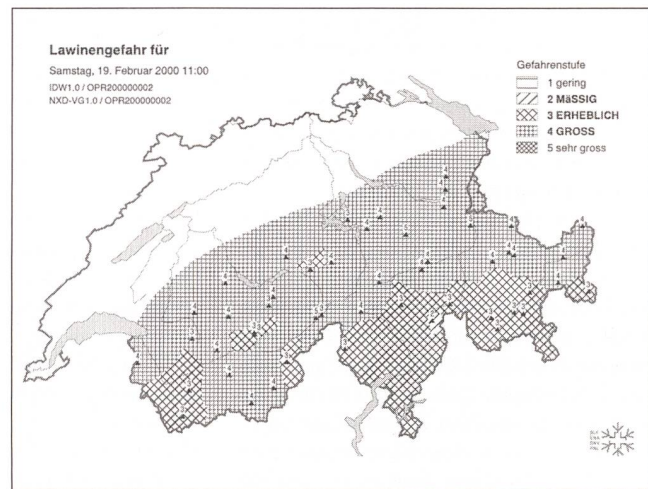 Lawinengefahr für
Samstag, 19. Februar 2000 11:00
IDW1.0 / OPR200000002
NXD-VG1.0 / OPR200000002
Gefahrenstufe
1 gering
2 MäSSIG
3 ERHEBLICH
4 GROSS
5 sehr gross